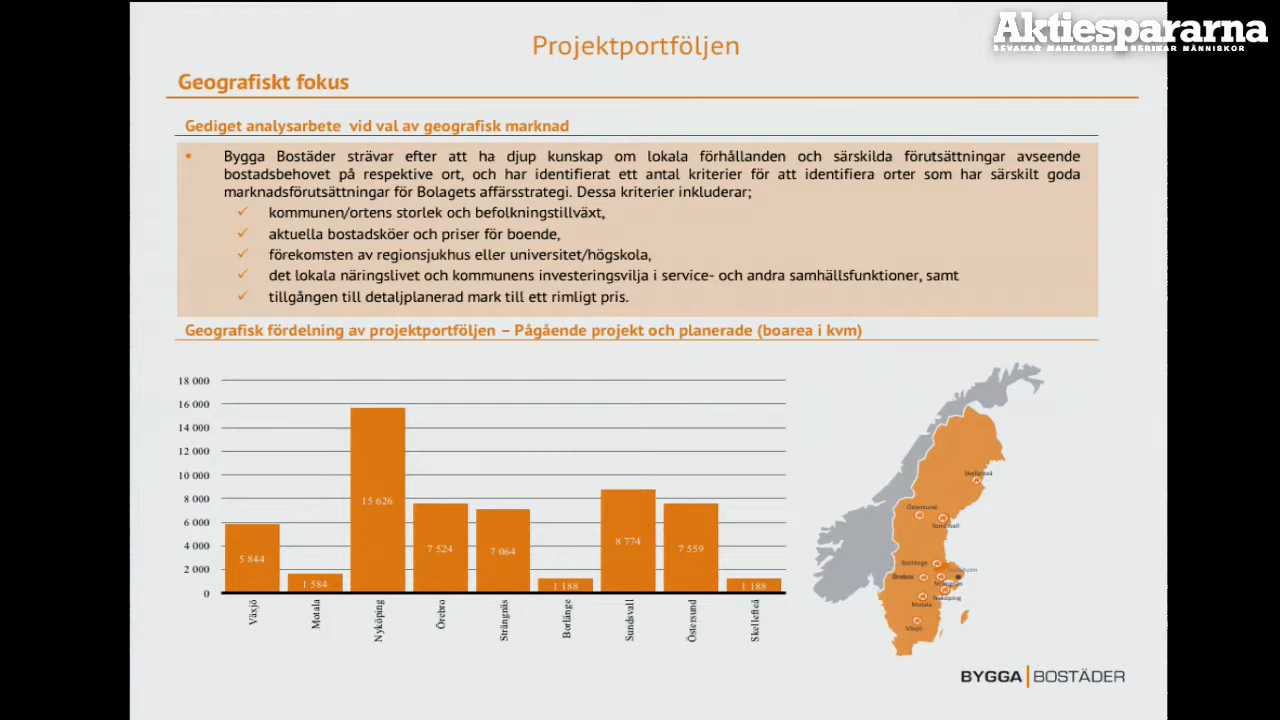 Projektportföljen
Aktiespararna
BEVAKAR MARKNADEN BERIKAR MÄNNISKOR
Geografiskt fokus
Gediget analysarbete vid val av geografisk marknad
Bygga Bostäder strävar efter att ha djup kunskap om lokala förhållanden och särskilda förutsättningar avseende
bostadsbehovet på respektive ort, och har identifierat ett antal kriterier för att identifiera orter som har särskilt goda
marknadsförutsättningar för Bolagets affärsstrategi. Dessa kriterier inkluderar;
kommunen/ortens storlek och befolkningstillväxt,
aktuella bostadsköer och priser för boende,
förekomsten av regionsjukhus eller universitet/högskola,
det lokala näringslivet och kommunens investeringsvilja i service- och andra samhällsfunktioner, samt
tillgången till detaljplanerad mark till ett rimligt pris.
Geografisk fördelning av projektportföljen – Pågående projekt och planerade (boarea i kvm)
18 000
16 000
14 000
12 000
10 000
8 000
6 000
4 000
2 000
0
5 844
1 584
15 626
7 524
7 064
1 188
8 774
7 559
1 188
Växjö
Motala
Nyköping
Örebro
Strängnäs
Borlänge
Sundsvall
Östersund
Skellefteå
Skellefteå
Östersund
Sundsvall
Borlänge
Stockholm
Örebro
Strängnäs
Nyköping
Motala
Växjö
BYGGA|BOSTÄDER